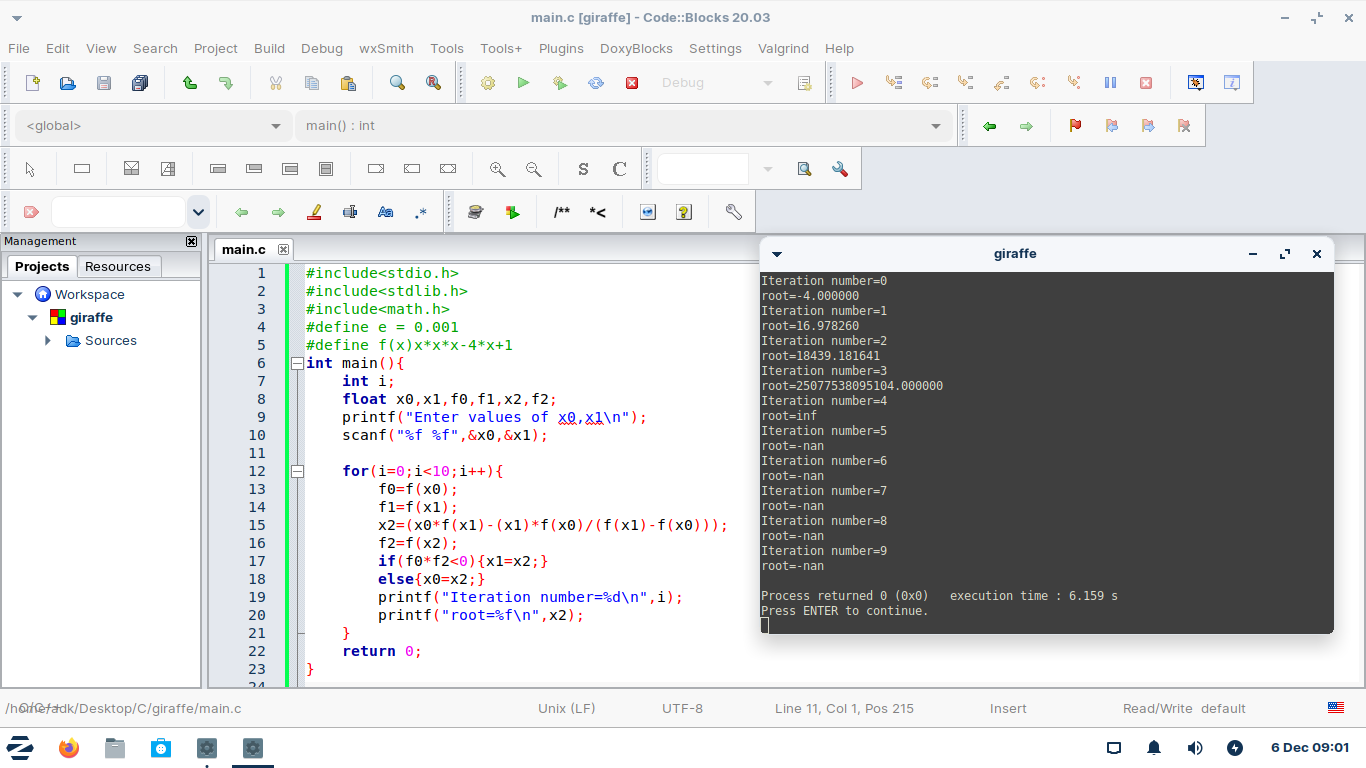 main.c [giraffe] - Code::Blocks 20.03
File Edit View Search Project Build Debug wxSmith Tools Tools+ Plugins DoxyBlocks Settings Valgrind Help
Debug
<global> main() : int
S C
Aa .* /** *<
Management
Projects Resources
Workspace
giraffe
Sources
main.c
1 #include<stdio.h>
2 #include<stdlib.h>
3 #include<math.h>
4 #define e = 0.001
5 #define f(x)x*x*x-4*x+1
6 int main(){
7 int i;
8 float x0,x1,f0,f1,x2,f2;
9 printf("Enter values of x0,x1\n");
10 scanf("%f %f",&x0,&x1);
11
12 for(i=0;i<10;i++){
13 f0=f(x0);
14 f1=f(x1);
15 x2=(x0*f(x1)-(x1)*f(x0)/(f(x1)-f(x0)));
16 f2=f(x2);
17 if(f0*f2<0){x1=x2;}
18 else{x0=x2;}
19 printf("Iteration number=%d\n",i);
20 printf("root=%f\n",x2);
21 }
22 return 0;
23 }
24
giraffe
Iteration number=0
root=-4.000000
Iteration number=1
root=16.978260
Iteration number=2
root=18439.181641
Iteration number=3
root=25077538095104.000000
Iteration number=4
root=inf
Iteration number=5
root=-nan
Iteration number=6
root=-nan
Iteration number=7
root=-nan
Iteration number=8
root=-nan
Iteration number=9
root=-nan
Process returned 0 (0x0) execution time : 6.159 s
Press ENTER to continue.
/home/adk/Desktop/C/giraffe/main.c C/C++ Unix (LF) UTF-8 Line 11, Col 1, Pos 215 Insert Read/Write default
6 Dec 09:01